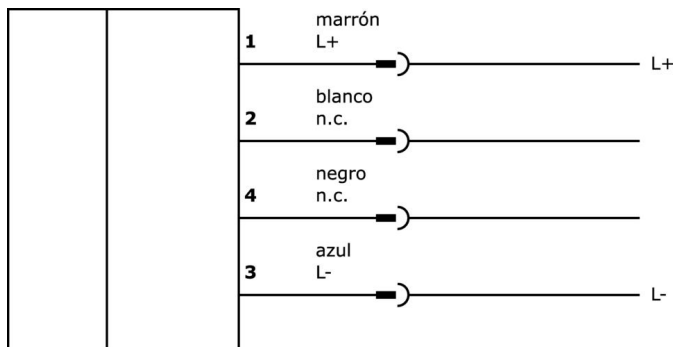 marrón
1 L+
L+
blanco
2 n.c.
negro
4 n.c.
azul
3 L-
L-